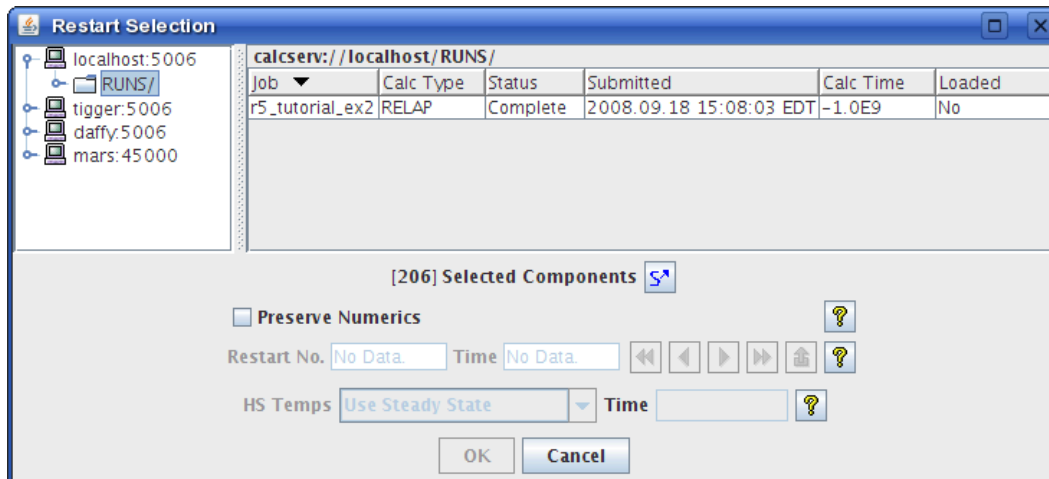 Restart Selection
localhost:5006
RUNS/
tigger:5006
daffy:5006
mars:45000
calcserv://localhost/RUNS/
Job Calc Type Status Submitted Calc Time Loaded
r5_tutorial_ex2 RELAP Complete 2008.09.18 15:08:03 EDT -1.0E9 No
[206] Selected Components S
Preserve Numerics ?
Restart No. No Data. Time No Data. ?
HS Temps Use Steady State Time ?
OK Cancel